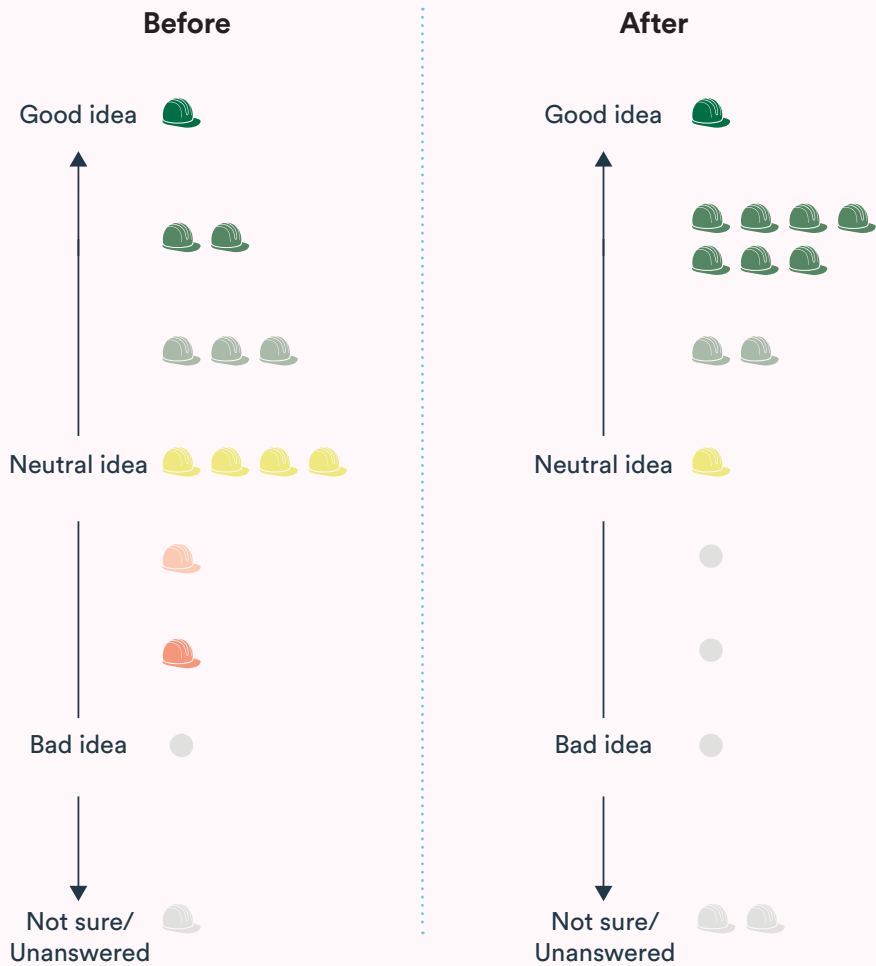 Before
Good idea
Neutral idea
Bad idea
Not sure/
Unanswered
After
Good idea
Neutral idea
Bad idea
Not sure/
Unanswered